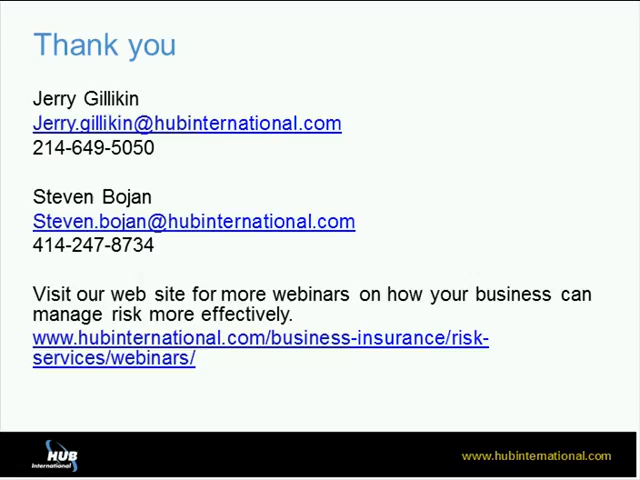 Thank you
Jerry Gillikin
Jerry.gillikin@hubinternational.com
214-649-5050
Steven Bojan
Steven.bojan@hubinternational.com
414-247-8734
Visit our web site for more webinars on how your business can
manage risk more effectively.
www.hubinternational.com/business-insurance/risk-
services/webinars/
HUB
International
www.hubinternational.com